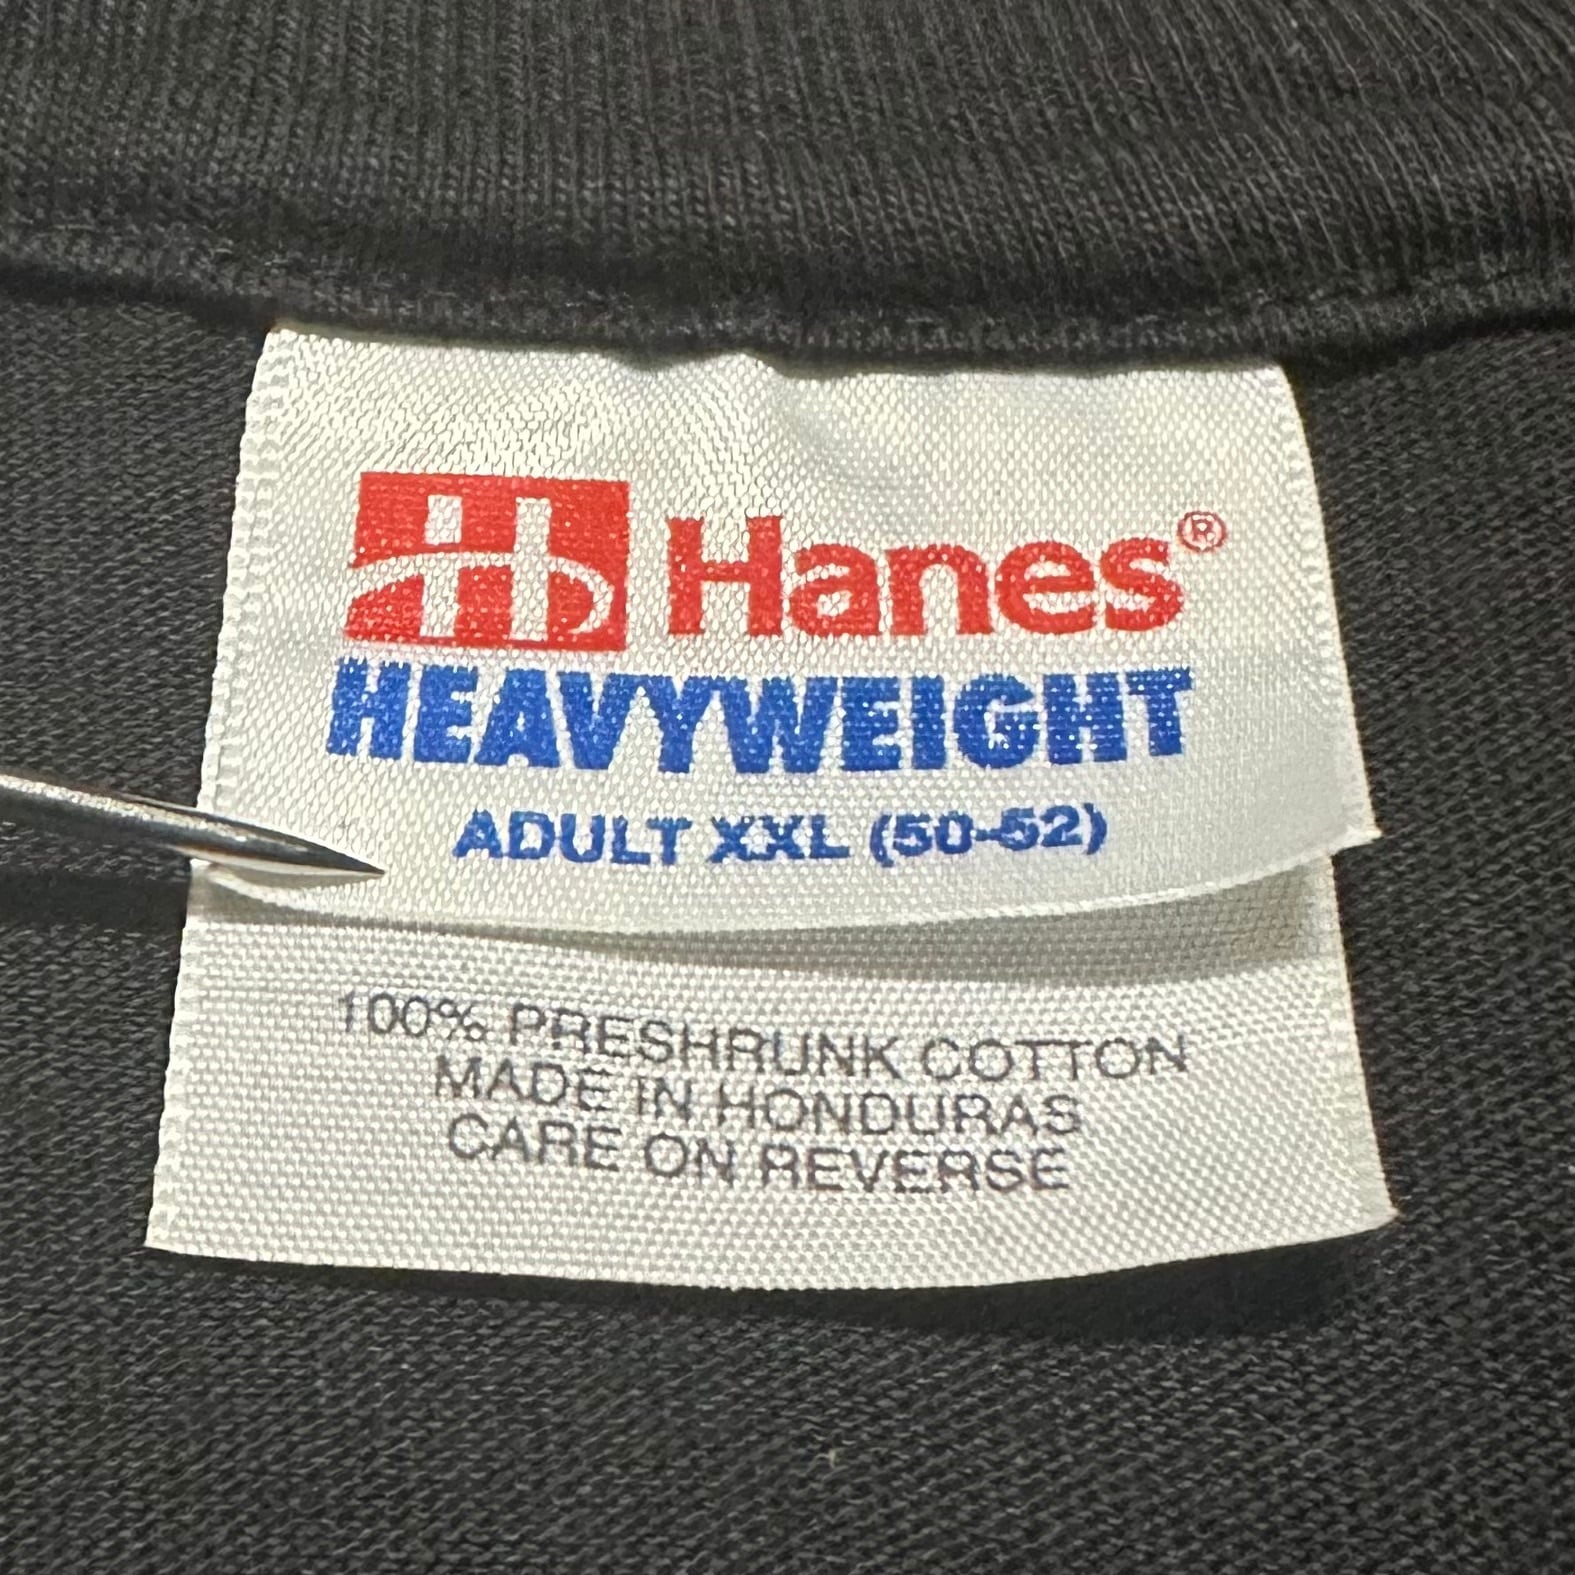 Hanes®
HEAVYWEIGHT
ADULT XXL (50-52)
100% PRESHRUNK COTTON
MADE IN HONDURAS
CARE ON REVERSE